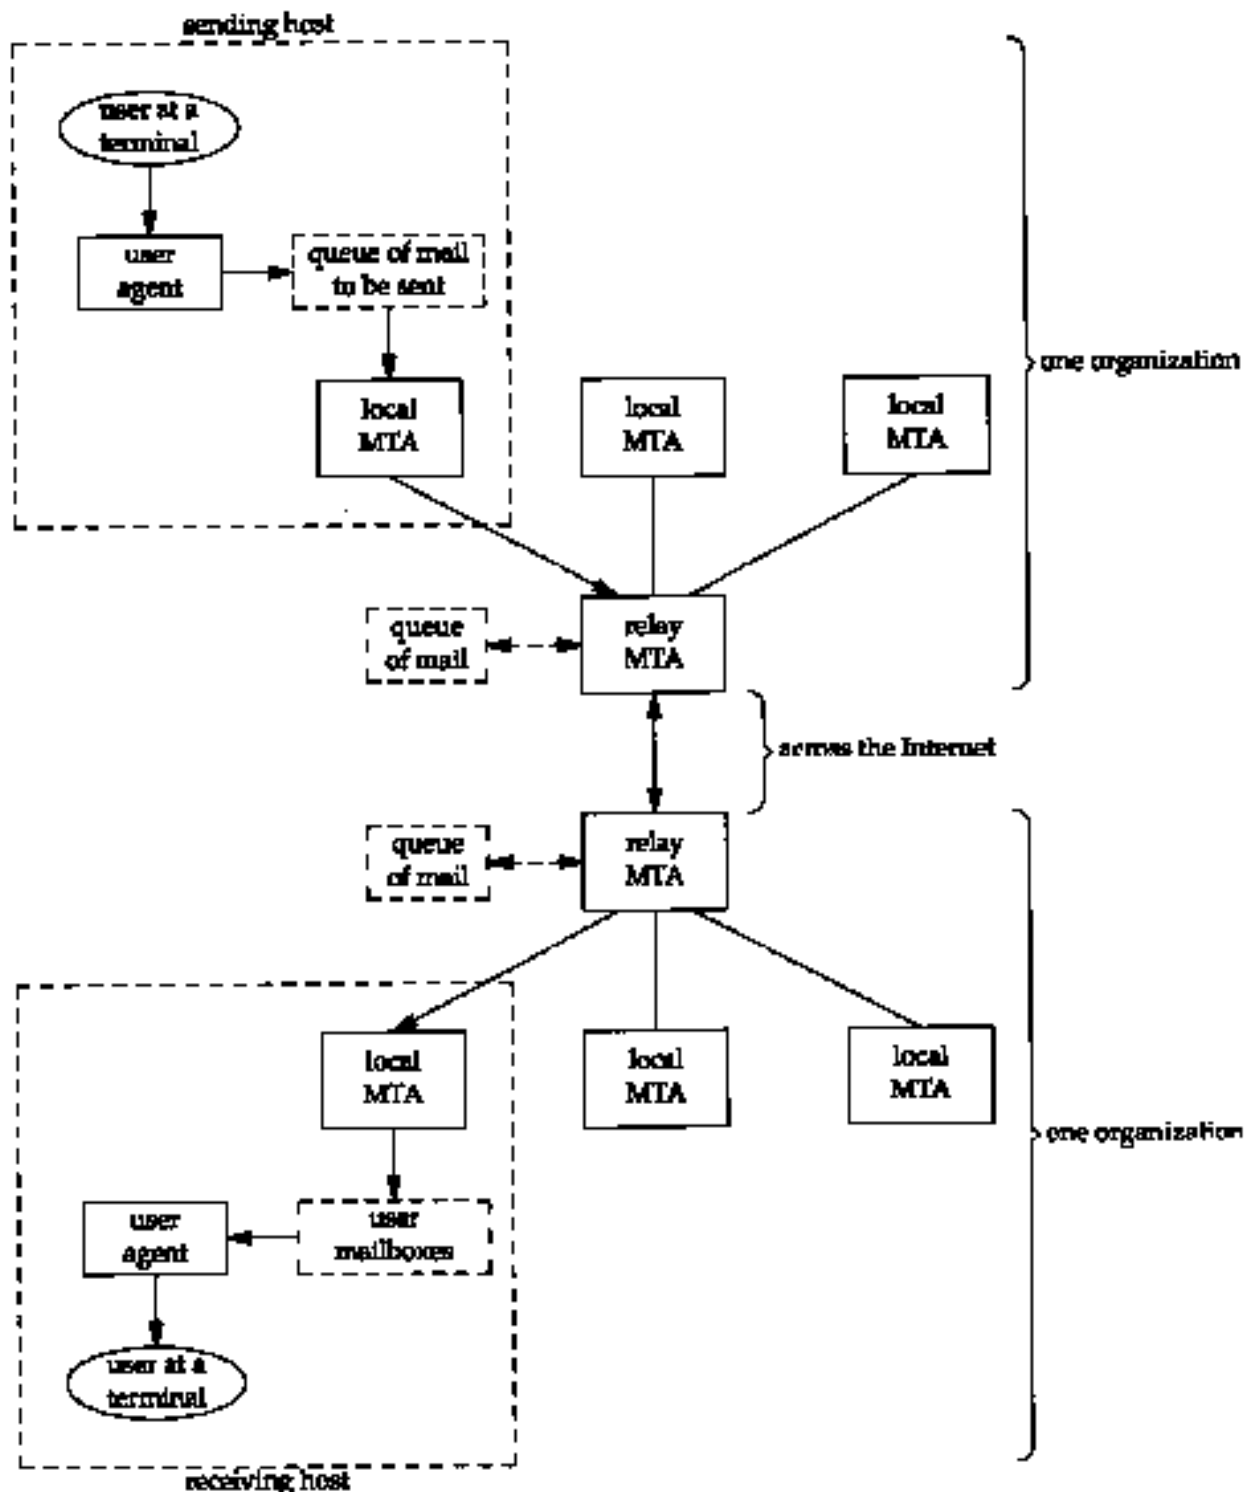 sending host
user at a
terminal
user
agent
queue of mail
to be sent
local
MTA
local
MTA
local
MTA
one organization
queue
of mail
relay
MTA
across the Internet
queue
of mail
relay
MTA
local
MTA
local
MTA
local
MTA
one organization
user
agent
user
mailboxes
user at a
terminal
receiving host